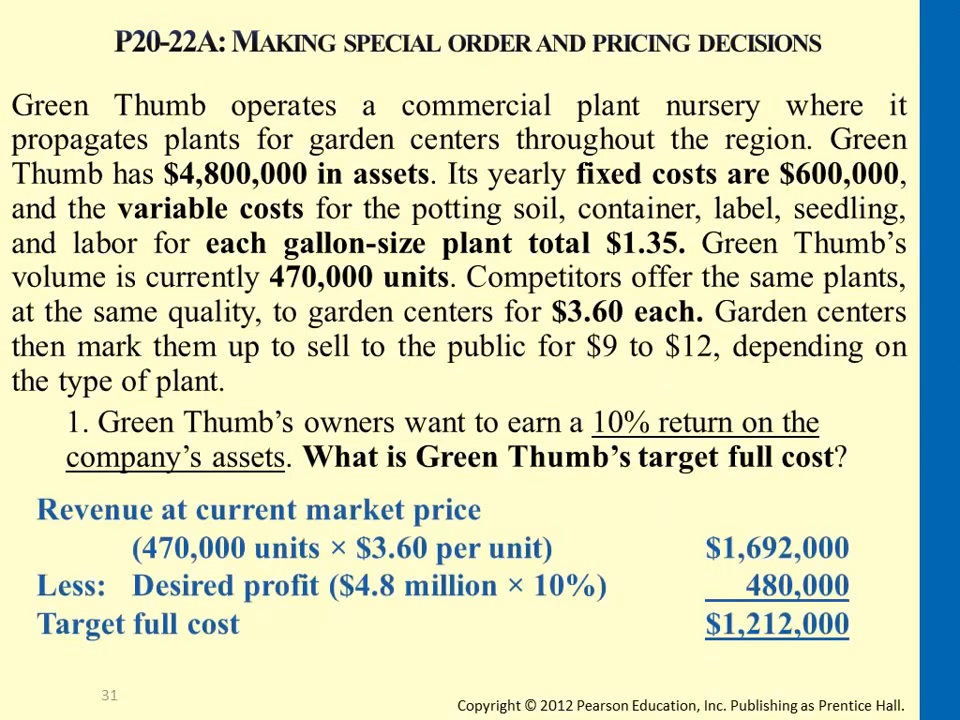 P20-22A: MAKING SPECIAL ORDER AND PRICING DECISIONS
Green Thumb operates a commercial plant nursery where it
propagates plants for garden centers throughout the region. Green
Thumb has $4,800,000 in assets. Its yearly fixed costs are $600,000,
and the variable costs for the potting soil, container, label, seedling,
and labor for each gallon-size plant total $1.35. Green Thumb’s
volume is currently 470,000 units. Competitors offer the same plants,
at the same quality, to garden centers for $3.60 each. Garden centers
then mark them up to sell to the public for $9 to $12, depending on
the type of plant.
1. Green Thumb’s owners want to earn a 10% return on the
company’s assets. What is Green Thumb’s target full cost?
Revenue at current market price
(470,000 units × $3.60 per unit) $1,692,000
Less: Desired profit ($4.8 million × 10%) 480,000
Target full cost $1,212,000
31
Copyright © 2012 Pearson Education, Inc. Publishing as Prentice Hall.